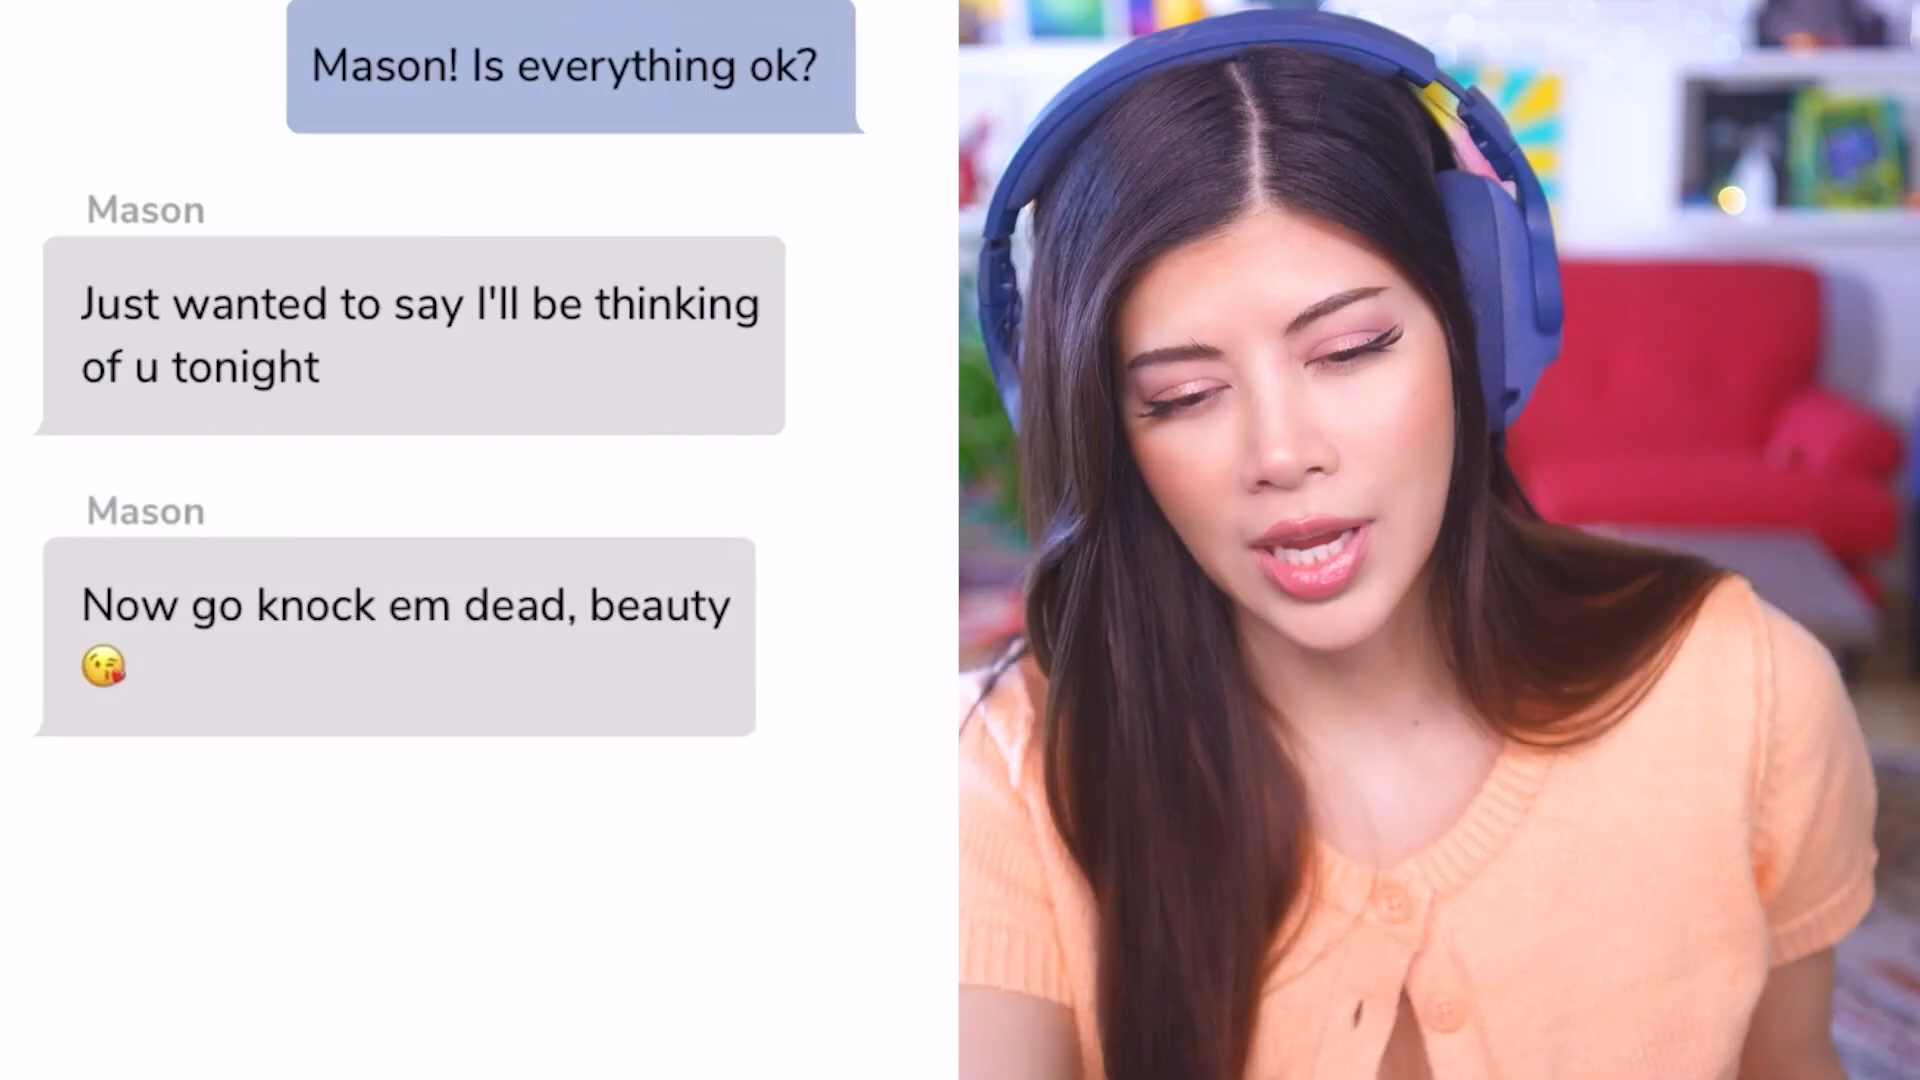 Mason! Is everything ok?
Mason
Just wanted to say I'll be thinking
of u tonight
Mason
Now go knock em dead, beauty
😘